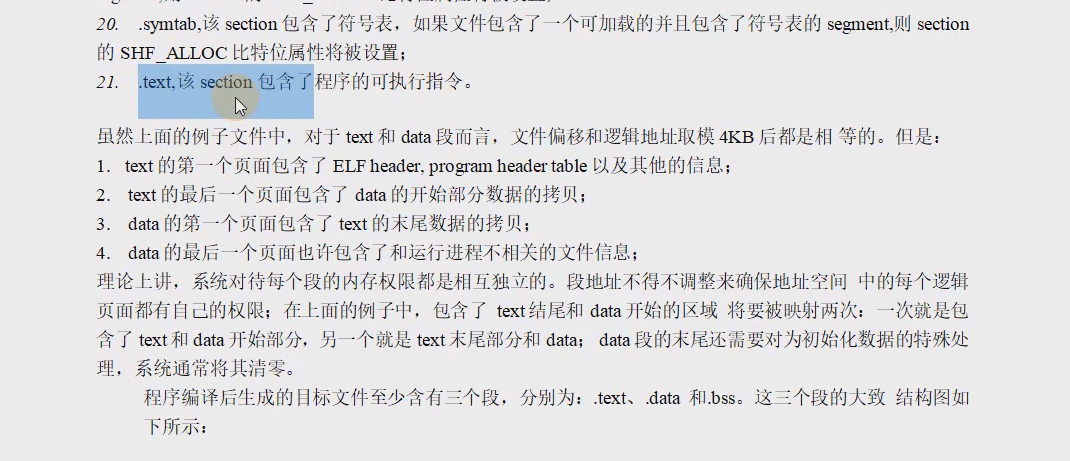 20. .symtab,该 section 包含了符号表，如果文件包含了一个可加载的并且包含了符号表的 segment,则 section
的 SHF_ALLOC 比特位属性将被设置；
21. .text,该 section 包含了程序的可执行指令。
虽然上面的例子文件中，对于 text 和 data 段而言，文件偏移和逻辑地址取模 4KB 后都是相 等的。但是：
1. text 的第一个页面包含了 ELF header, program header table 以及其他的信息；
2. text 的最后一个页面包含了 data 的开始部分数据的拷贝；
3. data 的第一个页面包含了 text 的末尾数据的拷贝；
4. data 的最后一个页面也许包含了和运行进程不相关的文件信息；
理论上讲，系统对待每个段的内存权限都是相互独立的。段地址不得不调整来确保地址空间 中的每个逻辑
页面都有自己的权限；在上面的例子中，包含了 text 结尾和 data 开始的区域 将要被映射两次：一次就是包
含了 text 和 data 开始部分，另一个就是 text 末尾部分和 data； data 段的末尾还需要对为初始化数据的特殊处
理，系统通常将其清零。
程序编译后生成的目标文件至少含有三个段，分别为：.text、.data 和.bss。这三个段的大致 结构图如
下所示：